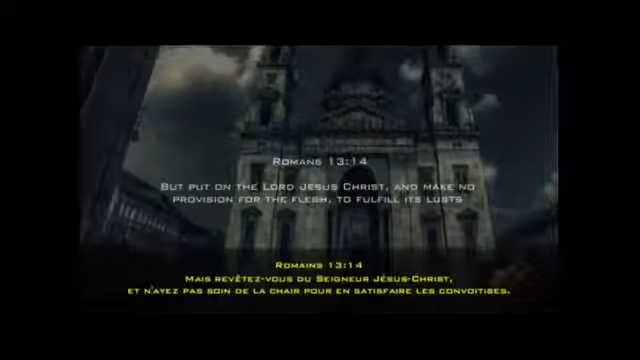 Romans 13:14
But put on the Lord Jesus Christ, and make no
provision for the flesh, to fulfill its lusts
Romains 13:14
Mais revêtez-vous du Seigneur Jésus-Christ,
et n'ayez pas soin de la chair pour en satisfaire les convoitises.